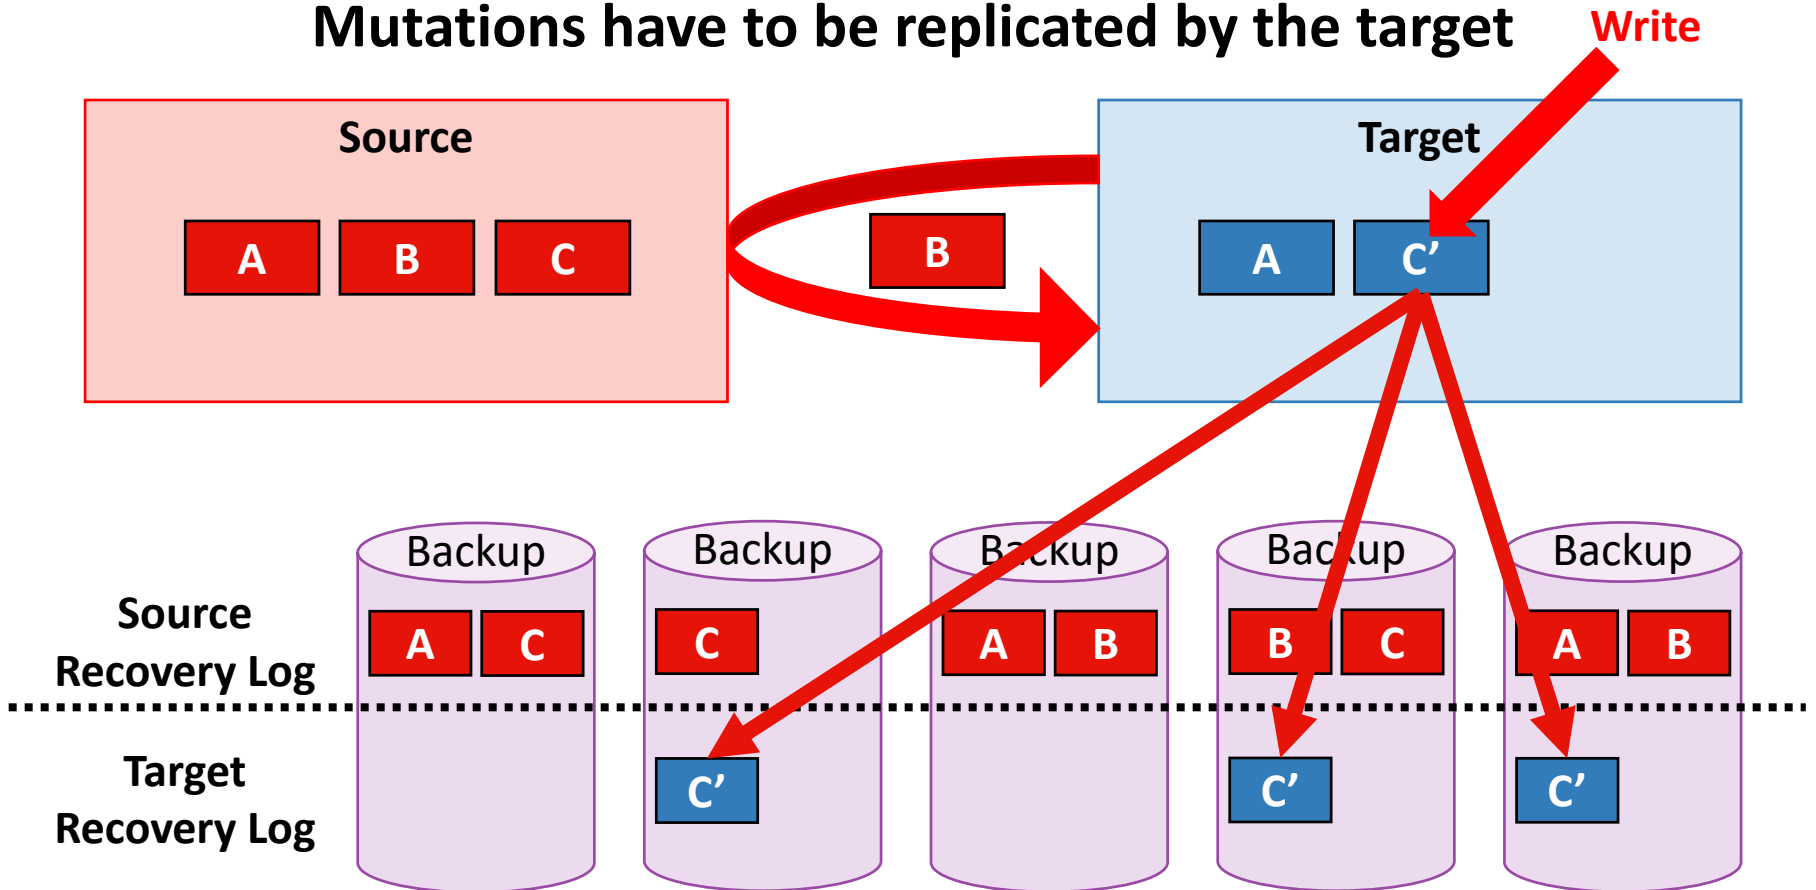 Mutations have to be replicated by the target
Write
Source
Target
A B C
B
A C’
Backup Backup Backup Backup Backup
Source
Recovery Log
A C C A B B C A B
Target
Recovery Log
C’ C’ C’